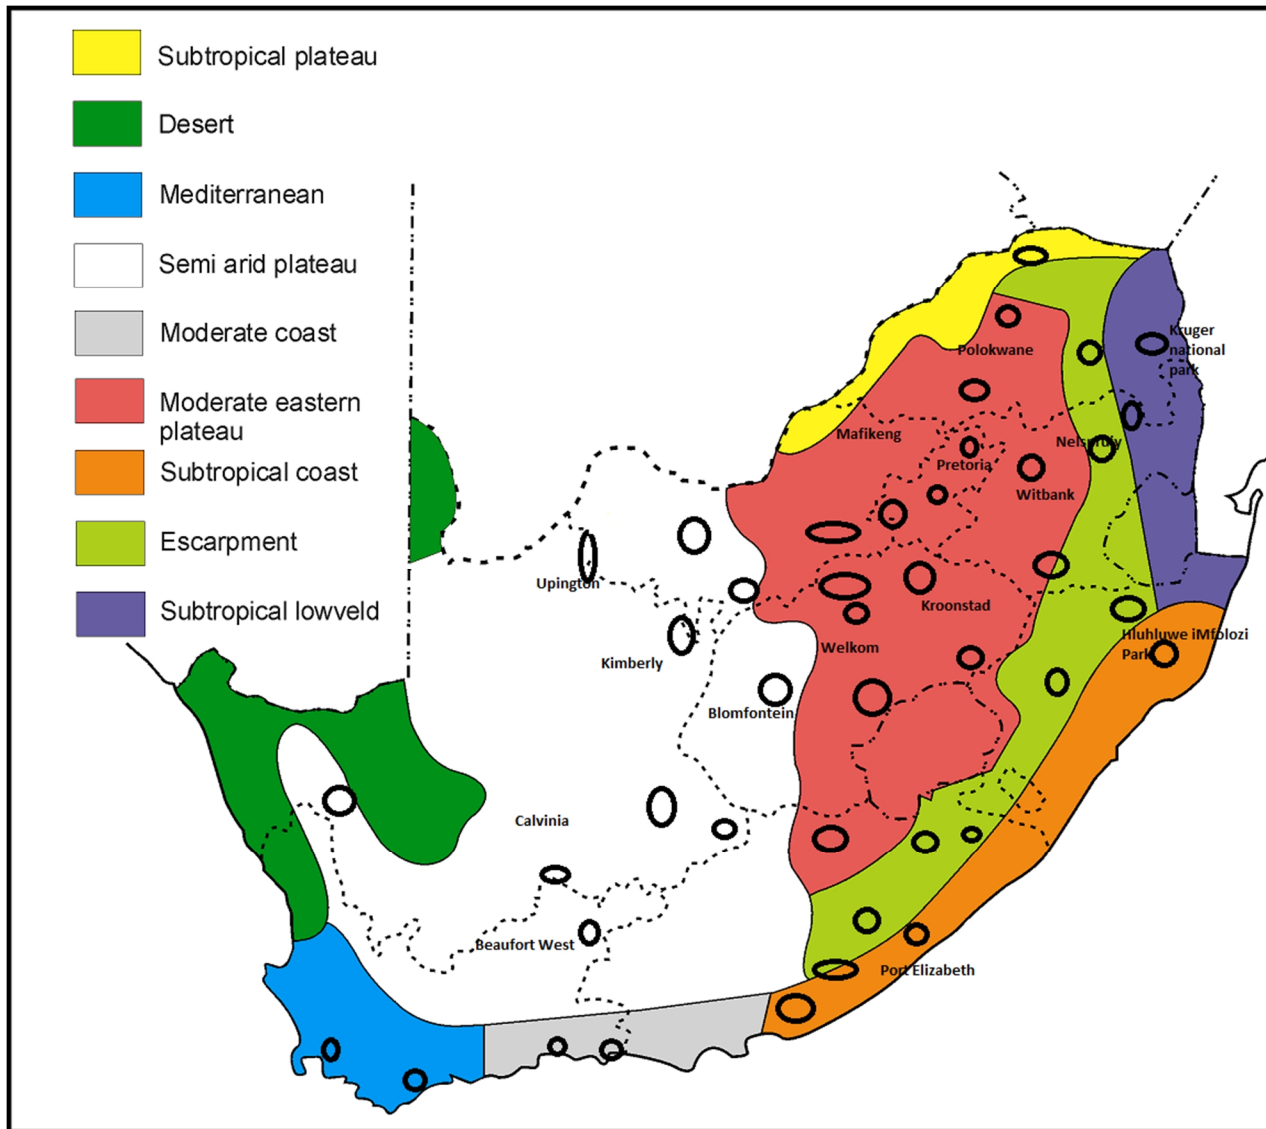 Subtropical plateau
Desert
Mediterranean
Semi arid plateau
Moderate coast
Moderate eastern
plateau
Subtropical coast
Escarpment
Subtropical lowveld
Kruger
national
park
Polokwane
Mafikeng
Pretoria
Witbank
Upington
Kroonstad
Kimberly
Welkom
Hluhluwe iMfolozi
Park
Blomfontein
Calvinia
Beaufort West
Port Elizabeth